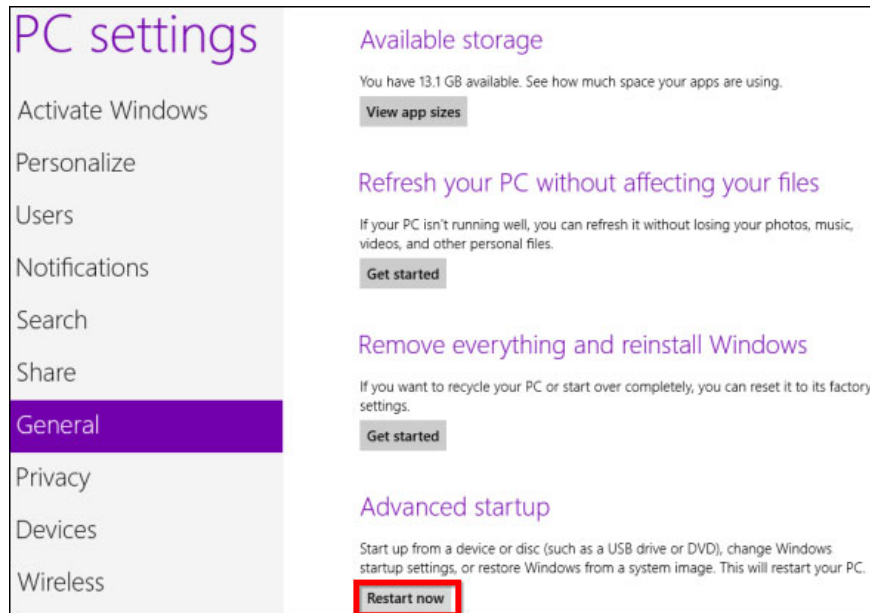 PC settings
Activate Windows
Personalize
Users
Notifications
Search
Share
General
Privacy
Devices
Wireless
Available storage
You have 13.1 GB available. See how much space your apps are using.
View app sizes
Refresh your PC without affecting your files
If your PC isn't running well, you can refresh it without losing your photos, music,
videos, and other personal files.
Get started
Remove everything and reinstall Windows
If you want to recycle your PC or start over completely, you can reset it to its factory
settings.
Get started
Advanced startup
Start up from a device or disc (such as a USB drive or DVD), change Windows
startup settings, or restore Windows from a system image. This will restart your PC.
Restart now